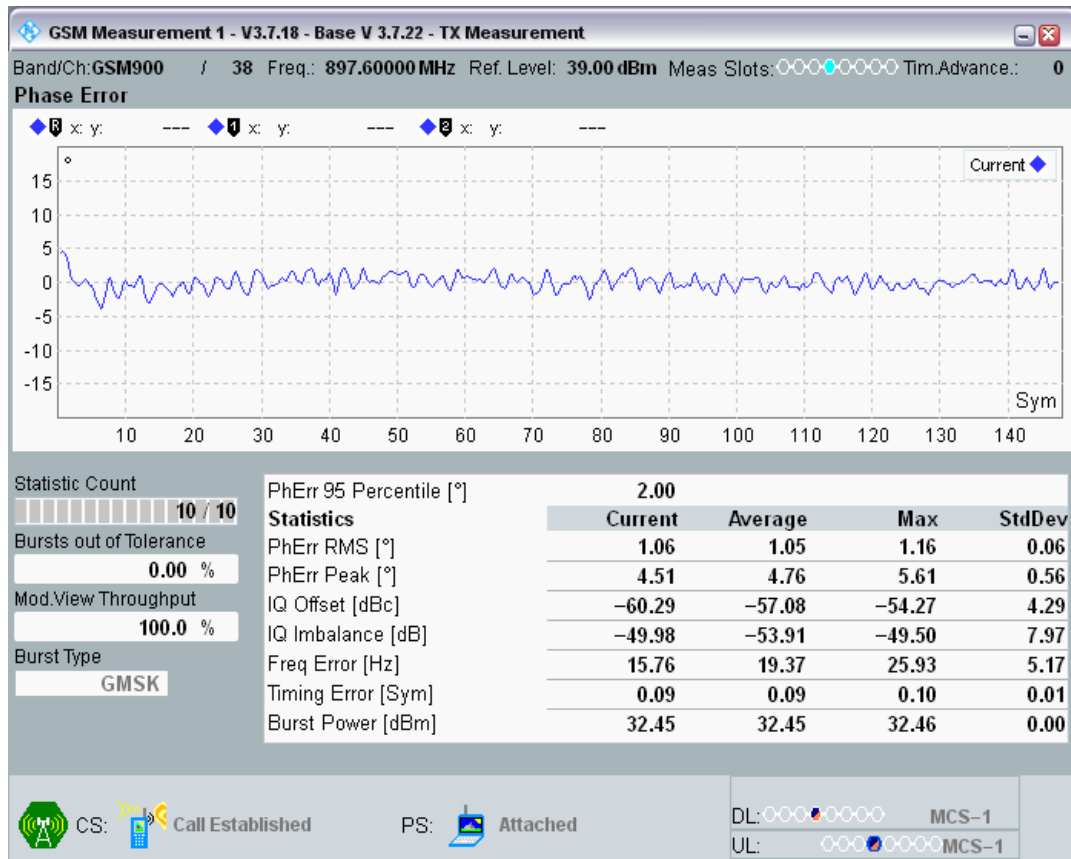 GSM Measurement 1 - V3.7.18 - Base V 3.7.22 - TX Measurement
Band/Ch:GSM900 / 38 Freq.: 897.60000 MHz Ref. Level: 39.00 dBm Meas Slots: Tim.Advance.: 0
Phase Error
R x: y: --- 1 x: y: --- 2 x: y: ---
° Current
15
10
5
0
-5
-10
-15
Sym
10 20 30 40 50 60 70 80 90 100 110 120 130 140
Statistic Count
10 / 10
Bursts out of Tolerance
0.00 %
Mod.View Throughput
100.0 %
Burst Type
GMSK
PhErr 95 Percentile [°] 2.00
Statistics Current Average Max StdDev
PhErr RMS [°] 1.06 1.05 1.16 0.06
PhErr Peak [°] 4.51 4.76 5.61 0.56
IQ Offset [dBc] −60.29 −57.08 −54.27 4.29
IQ Imbalance [dB] −49.98 −53.91 −49.50 7.97
Freq Error [Hz] 15.76 19.37 25.93 5.17
Timing Error [Sym] 0.09 0.09 0.10 0.01
Burst Power [dBm] 32.45 32.45 32.46 0.00
CS: Call Established PS: Attached
DL: MCS−1
UL: MCS−1